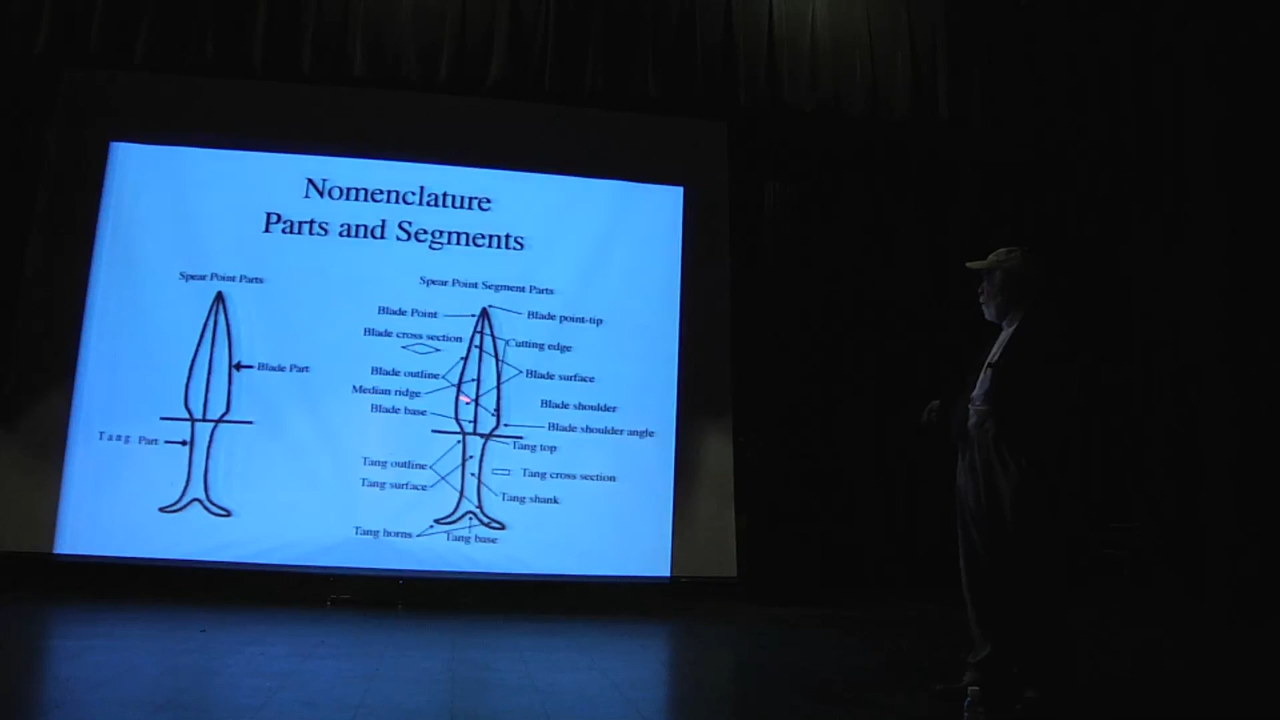 Nomenclature
Parts and Segments
Spear Point Parts
Blade Part
Tang Part
Spear Point Segment Parts
Blade Point
Blade point-tip
Blade cross section
Cutting edge
Blade outline
Blade surface
Median ridge
Blade shoulder
Blade base
Blade shoulder angle
Tang top
Tang outline
Tang cross section
Tang surface
Tang shank
Tang horns
Tang base